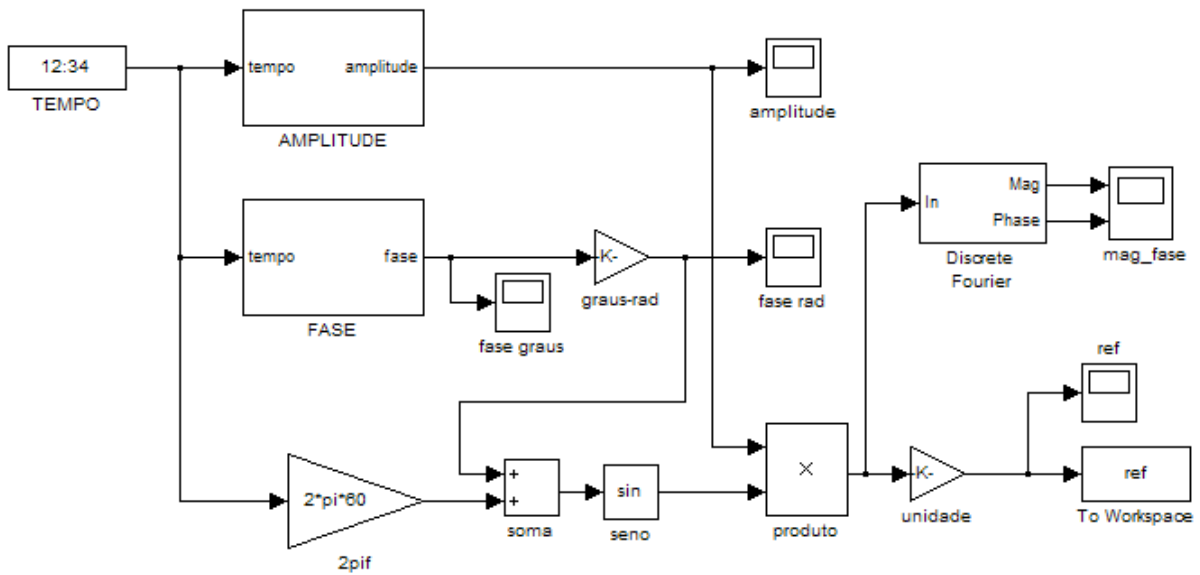 12:34
TEMPO
tempo
amplitude
AMPLITUDE
amplitude
tempo
fase
FASE
fase graus
K-
graus-rad
fase rad
In
Mag
Phase
Discrete
Fourier
mag_fase
2*pi*60
2pif
+
+
soma
sin
seno
×
produto
K-
unidade
ref
ref
To Workspace